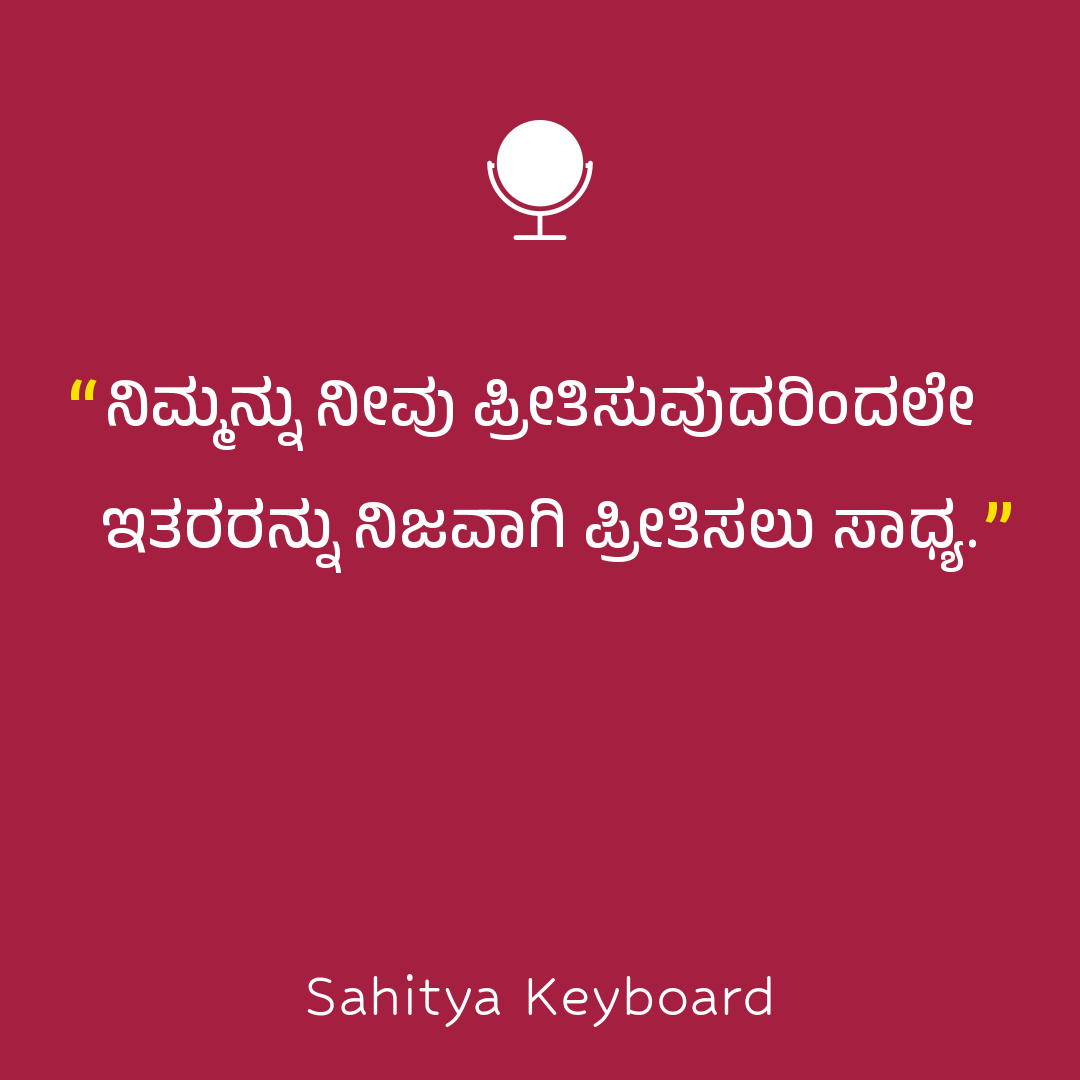 “ನಿಮ್ಮನ್ನು ನೀವು ಪ್ರೀತಿಸುವುದರಿಂದಲೇ
ಇತರರನ್ನು ನಿಜವಾಗಿ ಪ್ರೀತಿಸಲು ಸಾಧ್ಯ.”
Sahitya Keyboard